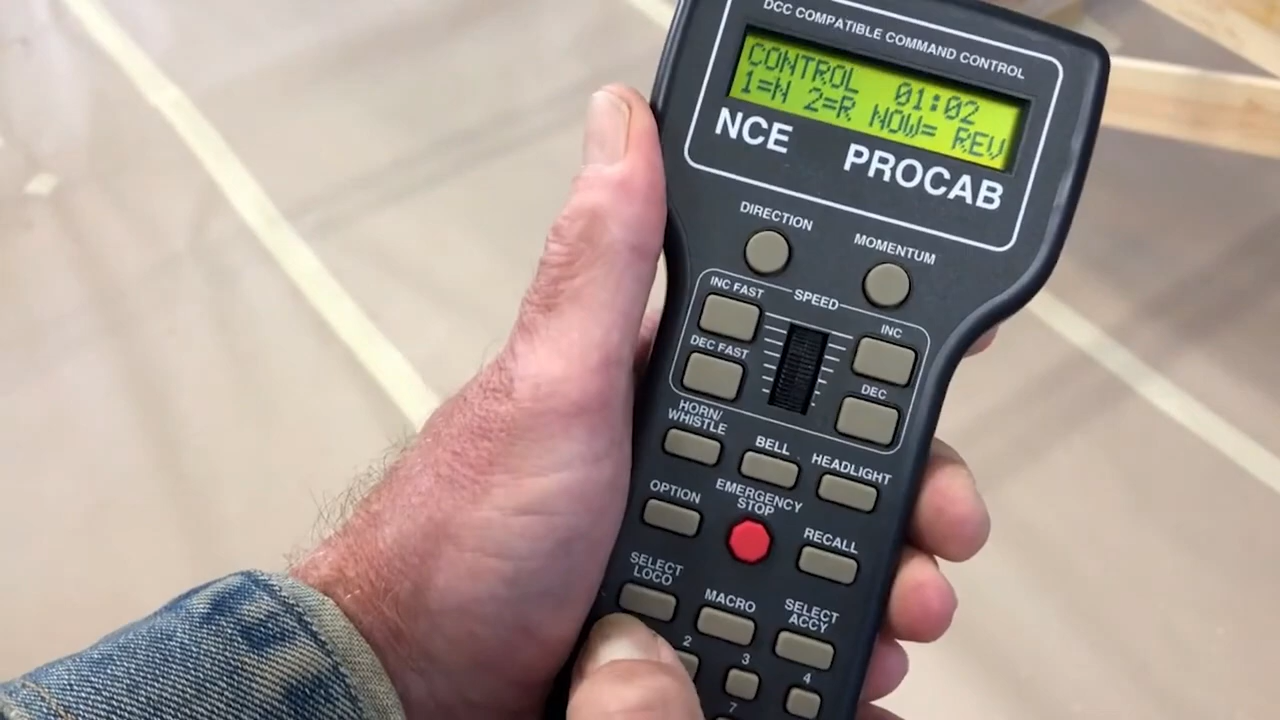 DCC COMPATIBLE COMMAND CONTROL
CONTROL 01:02
1=N 2=R NOW= REV
NCE
PROCAB
DIRECTION
MOMENTUM
INC FAST
SPEED
INC
DEC FAST
DEC
HORN/
WHISTLE
BELL
HEADLIGHT
OPTION
EMERGENCY
STOP
RECALL
SELECT
LOCO
MACRO
SELECT
ACCY
2
3
4
7